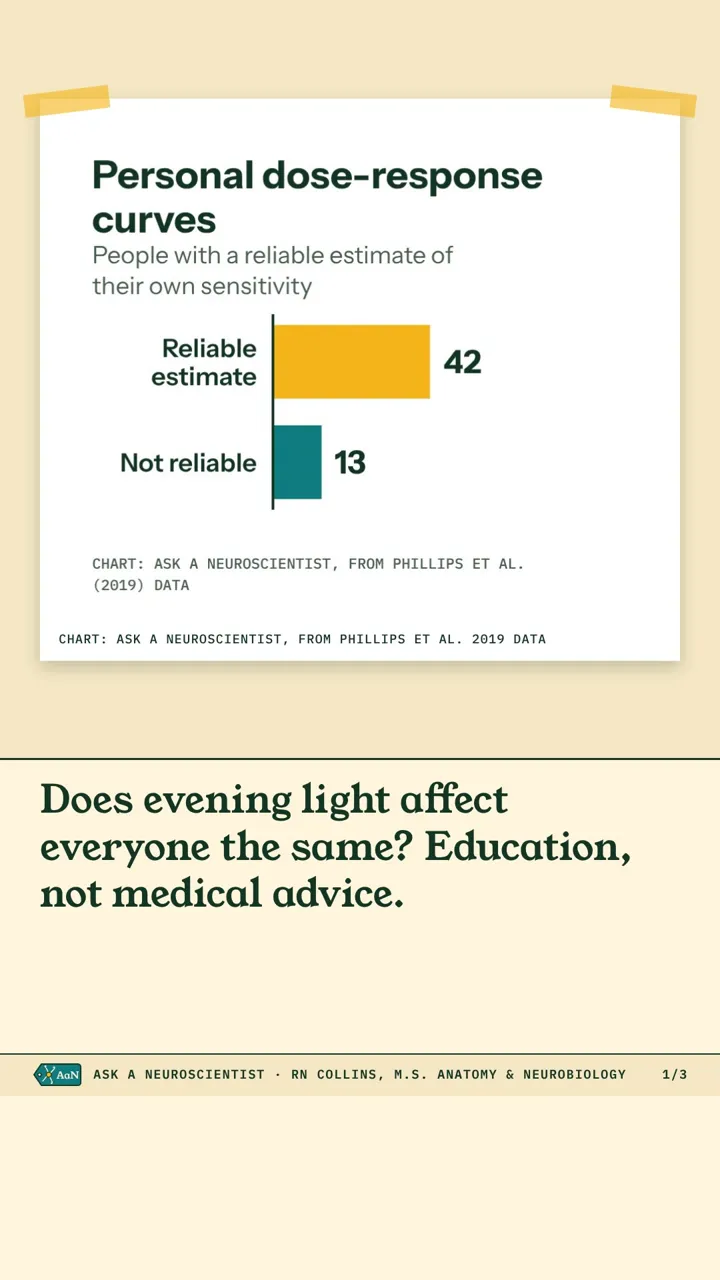 Personal dose-response
curves
People with a reliable estimate of
their own sensitivity
Reliable
estimate
42
Not reliable
13
CHART: ASK A NEUROSCIENTIST, FROM PHILLIPS ET AL.
(2019) DATA
CHART: ASK A NEUROSCIENTIST, FROM PHILLIPS ET AL. 2019 DATA
Does evening light affect
everyone the same? Education,
not medical advice.
AaN ASK A NEUROSCIENTIST · RN COLLINS, M.S. ANATOMY & NEUROBIOLOGY 1/3